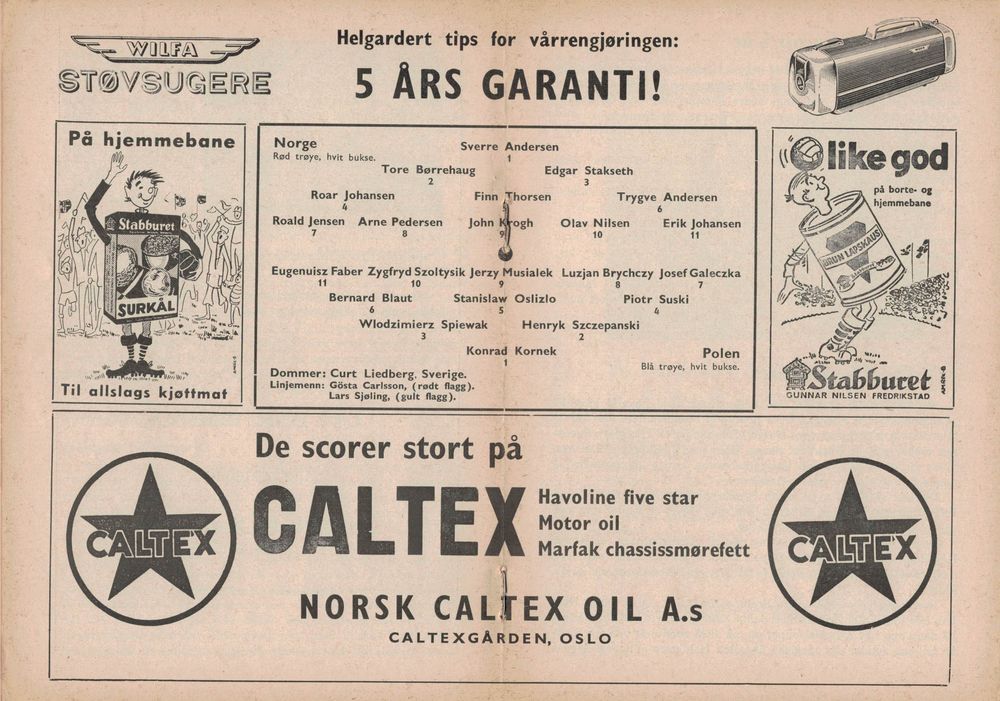 WILFA
STØVSUGERE
Helgardert tips for vårrengjøringen:
5 ÅRS GARANTI!
På hjemmebane
Stabburet
SURKÅL
Til allslags kjøttmat
Norge
Rød trøye, hvit bukse.
Sverre Andersen
1
Tore Børrehaug Edgar Stakseth
2 3
Roar Johansen Finn Thorsen Trygve Andersen
4 6
Roald Jensen Arne Pedersen John Krogh Olav Nilsen Erik Johansen
7 8 9 10 11
Eugenuisz Faber Zygfryd Szoltysik Jerzy Musialek Luzjan Brychczy Josef Galeczka
11 10 9 8 7
Bernard Blaut Stanislaw Oslizlo Piotr Suski
6 5 4
Wlodzimierz Spiewak Henryk Szczepanski
3 2
Konrad Kornek
1
Polen
Blå trøye, hvit bukse.
Dommer: Curt Liedberg. Sverige.
Linjemenn: Gösta Carlsson, (rødt flagg).
Lars Sjøling, (gult flagg).
like god
på borte- og
hjemmebane
BRUN LAPSKAUS
Stabburet
GUNNAR NILSEN FREDRIKSTAD
De scorer stort på
CALTEX
Havoline five star
Motor oil
Marfak chassissmørefett
CALTEX
CALTEX
NORSK CALTEX OIL A.s
CALTEXGÅRDEN, OSLO